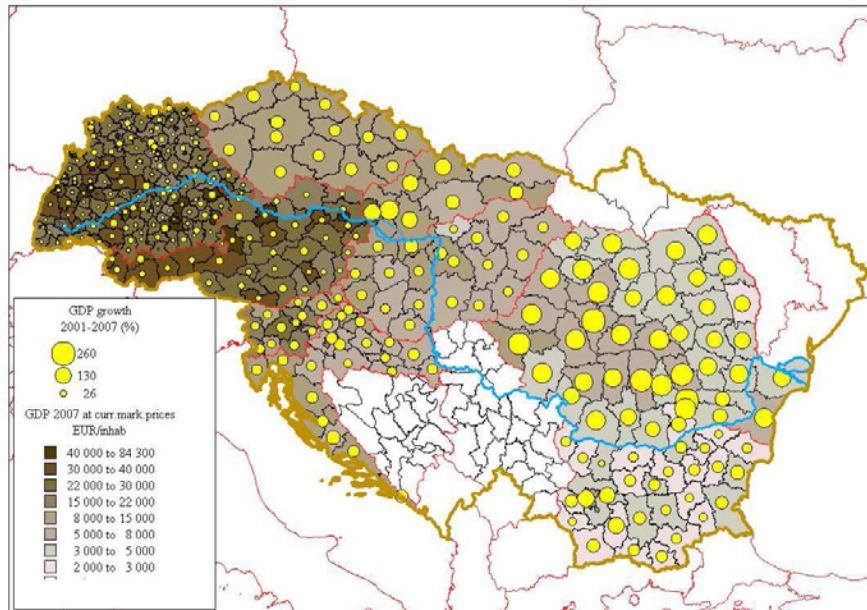 GDP growth
2001-2007 (%)
260
130
26
GDP 2007 at curr.mark.prices
EUR/inhab
40 000 to 84 300
30 000 to 40 000
22 000 to 30 000
15 000 to 22 000
8 000 to 15 000
5 000 to 8 000
3 000 to 5 000
2 000 to 3 000